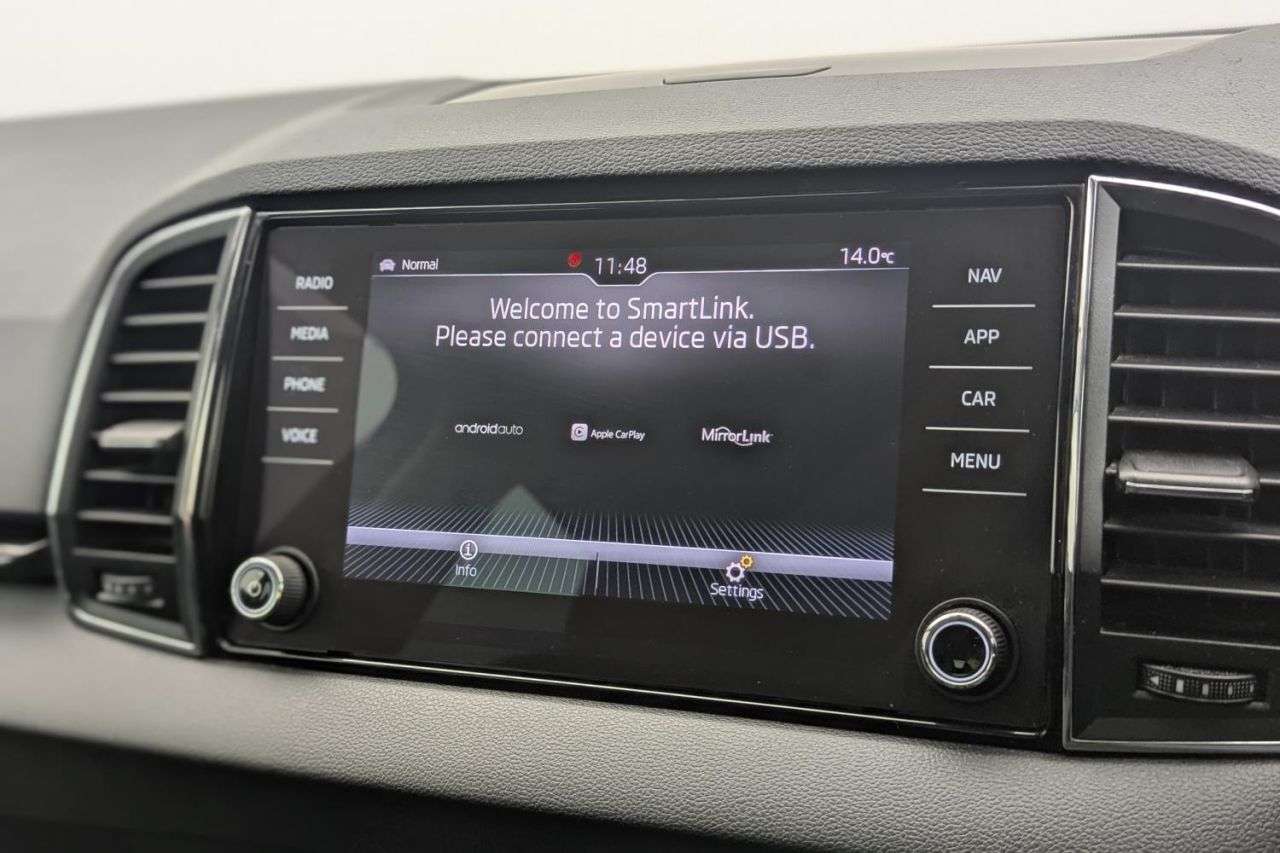 RADIO
MEDIA
PHONE
VOICE
Normal
11:48
14.0°C
Welcome to SmartLink.
Please connect a device via USB.
androidauto
Apple CarPlay
MirrorLink
Info
Settings
NAV
APP
CAR
MENU